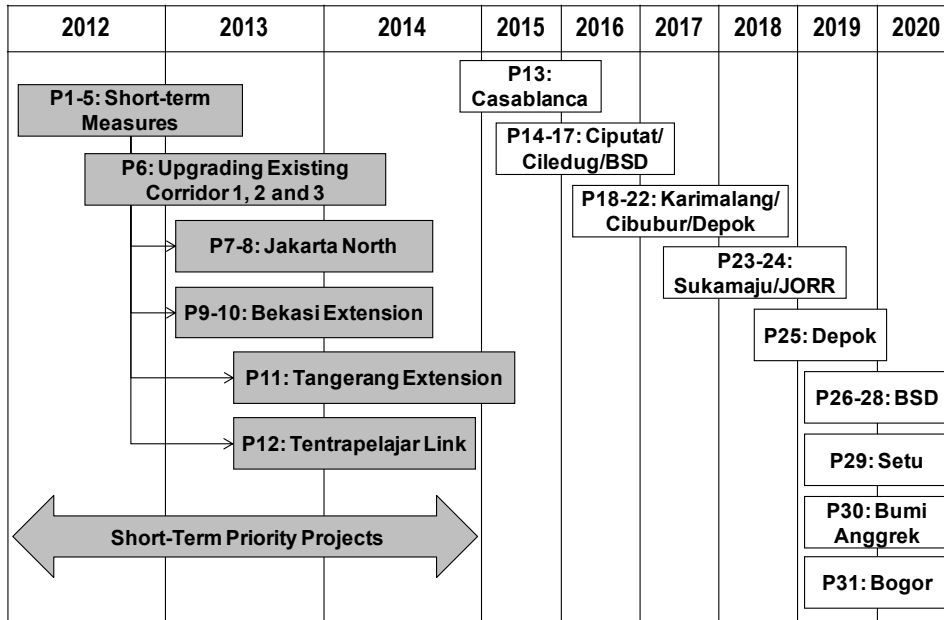 2012 2013 2014 2015 2016 2017 2018 2019 2020
P1-5: Short-term
Measures
P6: Upgrading Existing
Corridor 1, 2 and 3
P7-8: Jakarta North
P9-10: Bekasi Extension
P11: Tangerang Extension
P12: Tentrapelajar Link
Short-Term Priority Projects
P13:
Casablanca
P14-17: Ciputat/
Ciledug/BSD
P18-22: Karimalang/
Cibubur/Depok
P23-24:
Sukamaju/JORR
P25: Depok
P26-28: BSD
P29: Setu
P30: Bumi
Anggrek
P31: Bogor